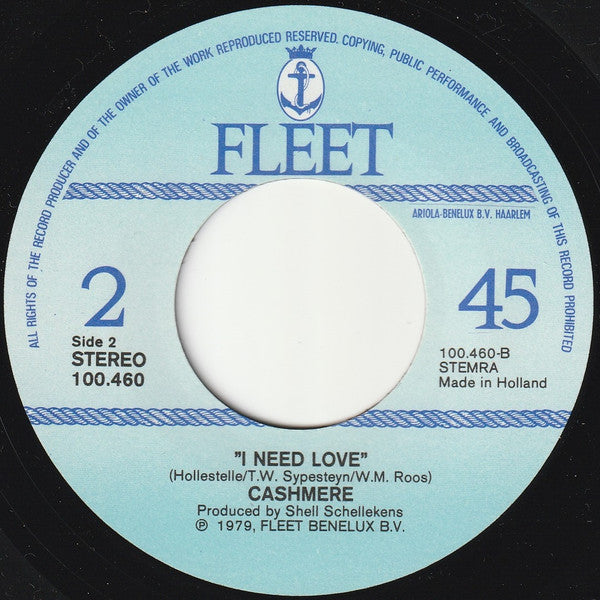 ALL RIGHTS OF THE RECORD PRODUCER AND OF THE OWNER OF THE WORK REPRODUCED RESERVED. COPYING, PUBLIC PERFORMANCE AND BROADCASTING OF THIS RECORD PROHIBITED
FLEET
ARIOLA-BENELUX B.V. HAARLEM
2
45
Side 2
STEREO
100.460
100.460-B
STEMRA
Made in Holland
"I NEED LOVE"
(Hollestelle/T.W. Sypesteyn/W.M. Roos)
CASHMERE
Produced by Shell Schellekens
℗ 1979, FLEET BENELUX B.V.